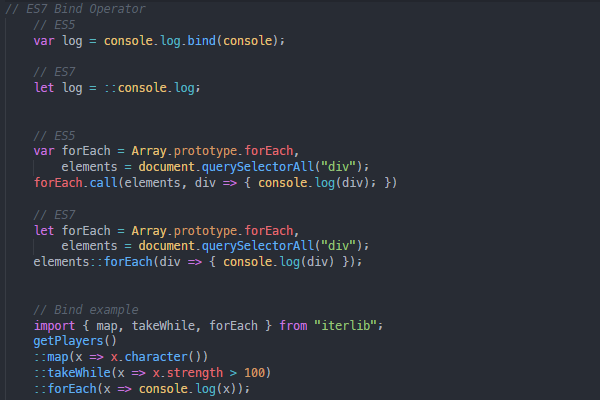 // ES7 Bind Operator
// ES5
var log = console.log.bind(console);
// ES7
let log = ::console.log;
// ES5
var forEach = Array.prototype.forEach,
elements = document.querySelectorAll("div");
forEach.call(elements, div => { console.log(div); })
// ES7
let forEach = Array.prototype.forEach,
elements = document.querySelectorAll("div");
elements::forEach(div => { console.log(div) });
// Bind example
import { map, takeWhile, forEach } from "iterlib";
getPlayers()
::map(x => x.character())
::takeWhile(x => x.strength > 100)
::forEach(x => console.log(x));